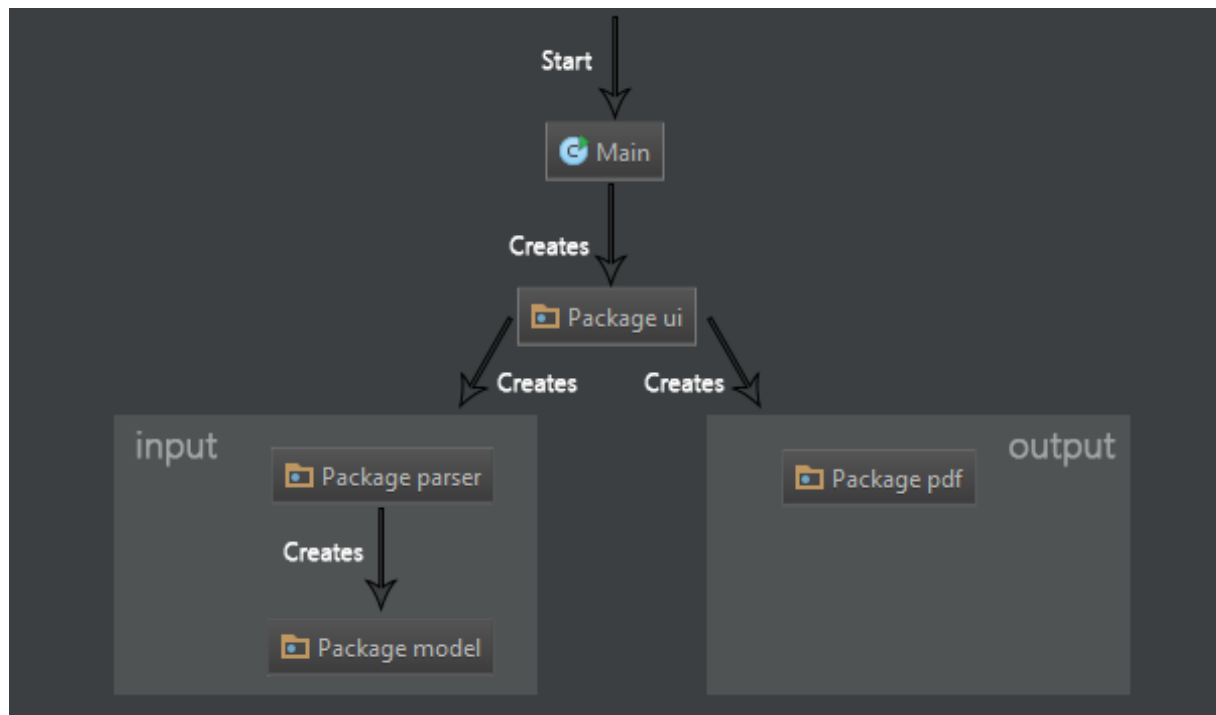 Start
Main
Creates
Package ui
Creates
Creates
input
Package parser
Creates
Package model
output
Package pdf